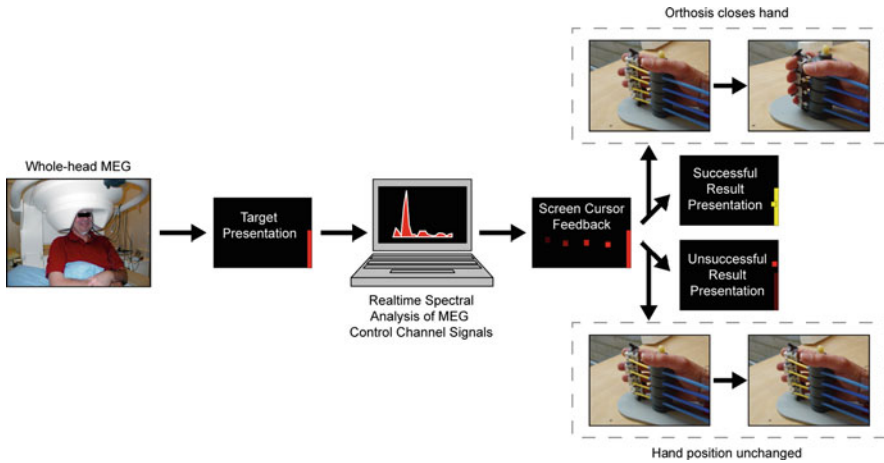 Orthosis closes hand
Whole-head MEG
Target
Presentation
Realtime Spectral
Analysis of MEG
Control Channel Signals
Screen Cursor
Feedback
Successful
Result
Presentation
Unsuccessful
Result
Presentation
Hand position unchanged